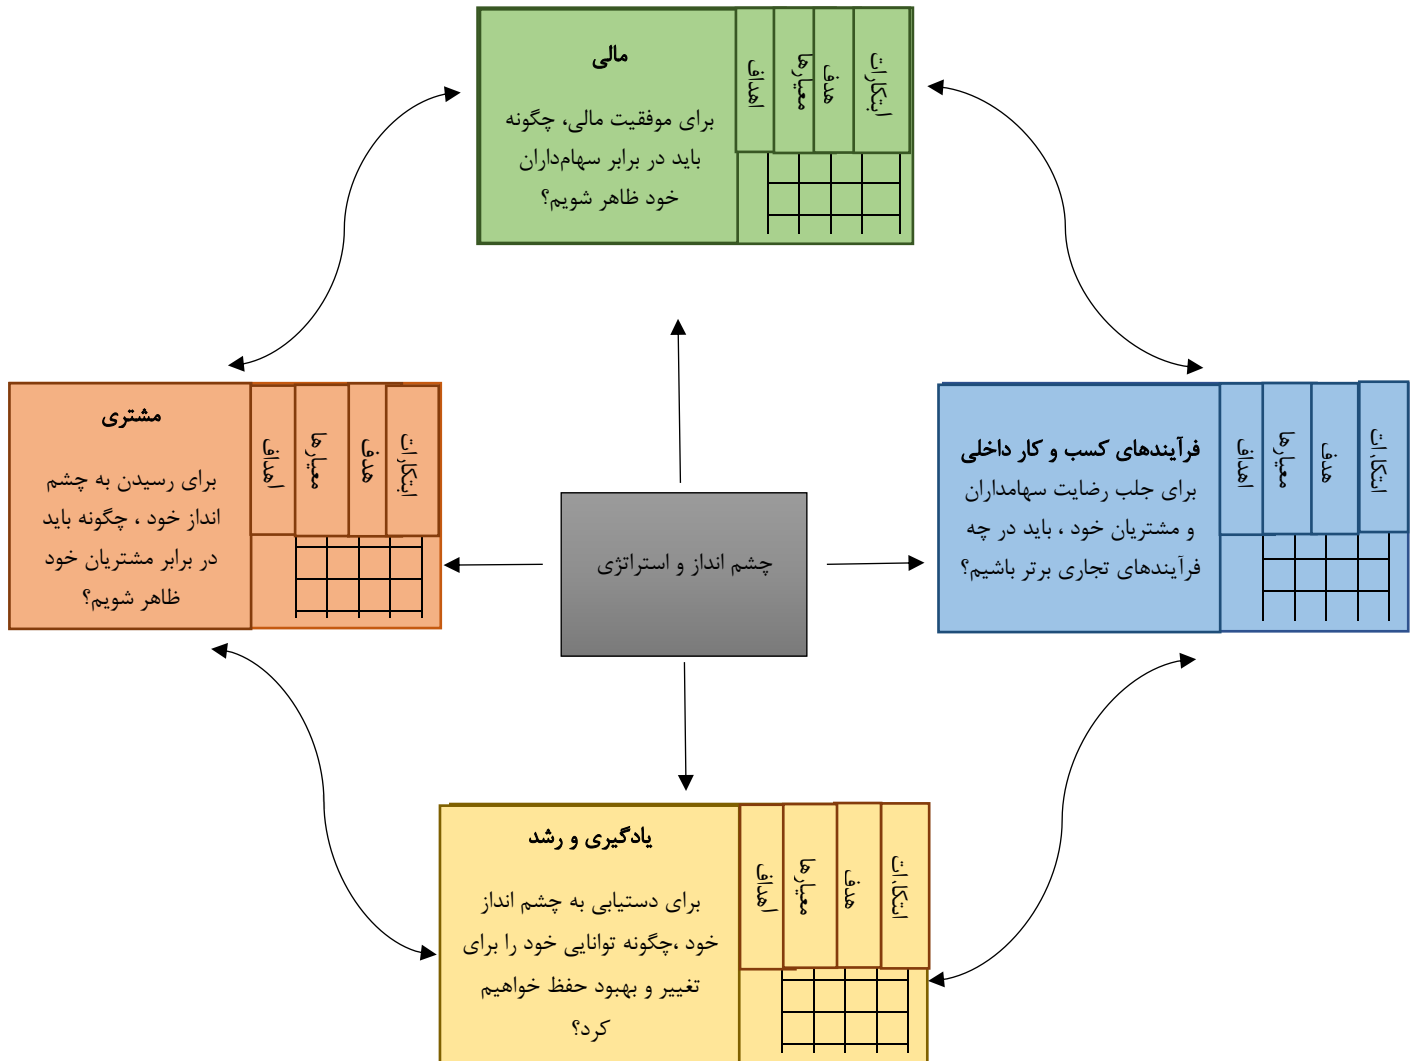 مالی
برای موفقیت مالی، چگونه
باید در برابر سهام‌داران
خود ظاهر شویم؟
اهداف
معیارها
هدف
ابتکارات
مشتری
برای رسیدن به چشم
انداز خود ، چگونه باید
در برابر مشتریان خود
ظاهر شویم؟
اهداف
معیارها
هدف
ابتکارات
چشم انداز و استراتژی
فرآیندهای کسب و کار داخلی
برای جلب رضایت سهامداران
و مشتریان خود ، باید در چه
فرآیندهای تجاری برتر باشیم؟
اهداف
معیارها
هدف
ابتکارات
یادگیری و رشد
برای دستیابی به چشم انداز
خود ،چگونه توانایی خود را برای
تغییر و بهبود حفظ خواهیم
کرد؟
اهداف
معیارها
هدف
ابتکارات